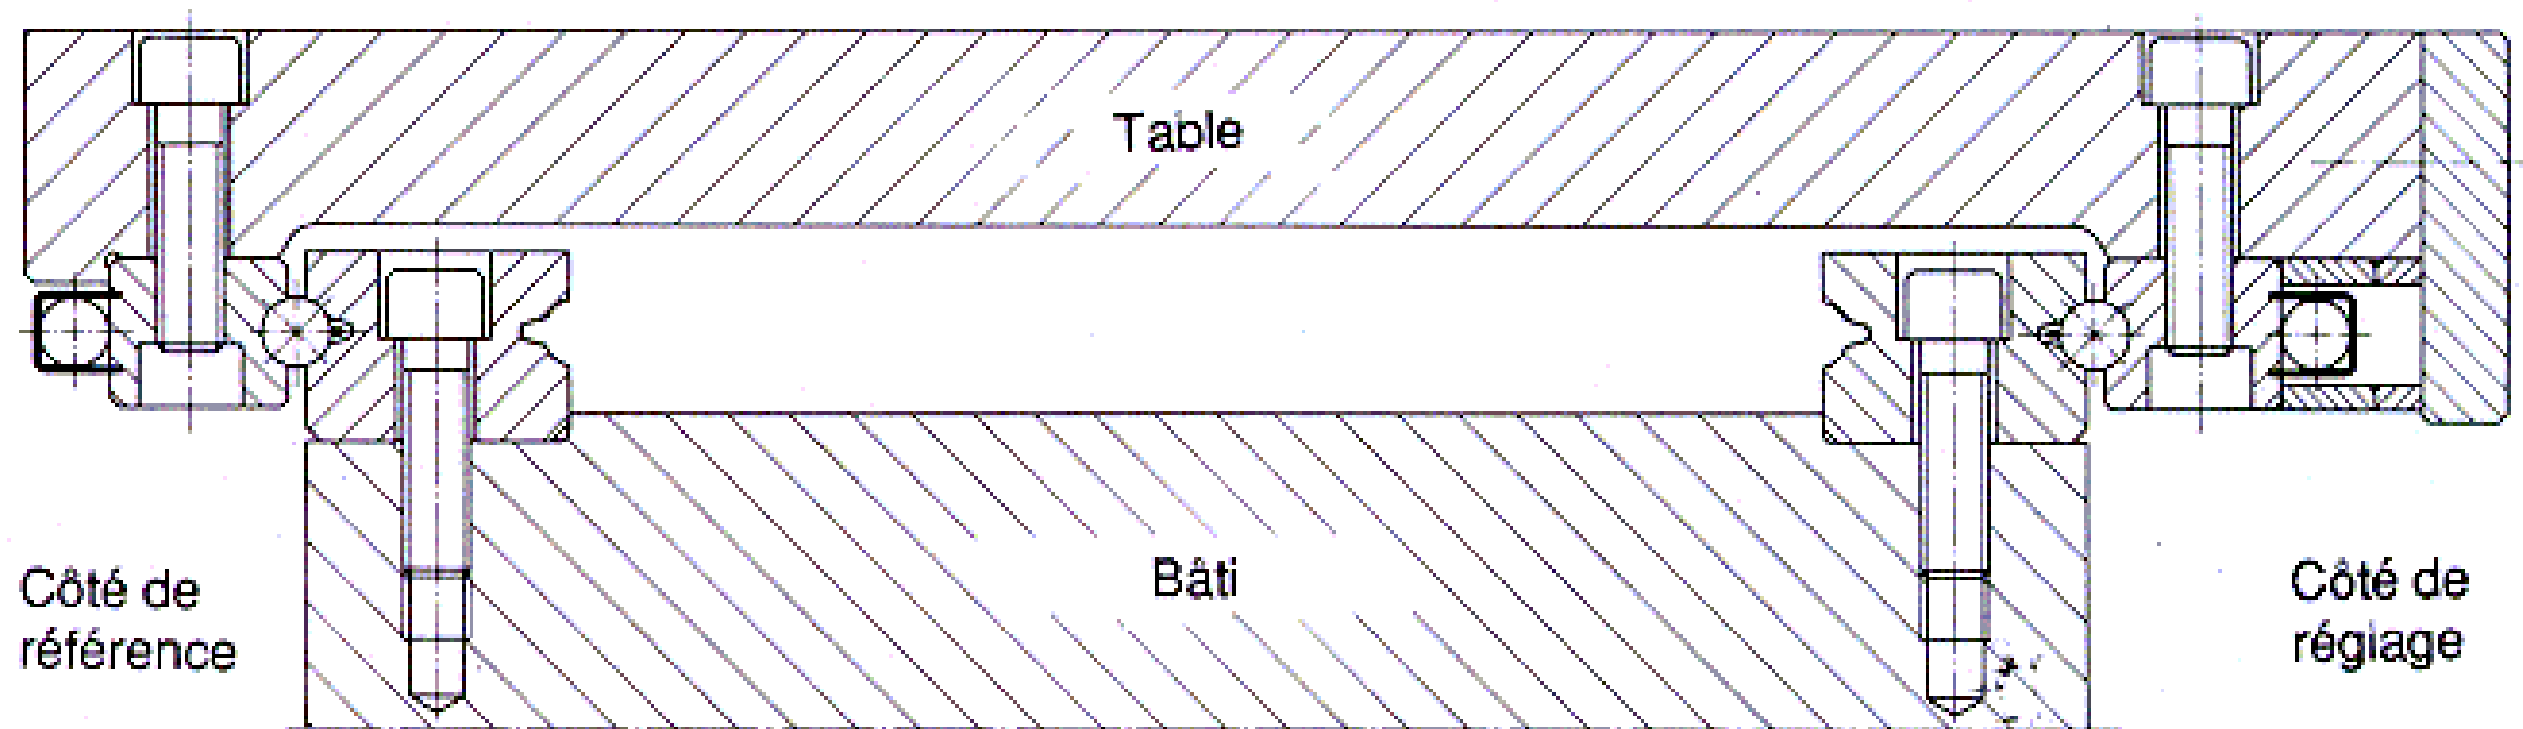 Table
Bâti
Côté de
référence
Côté de
réglage